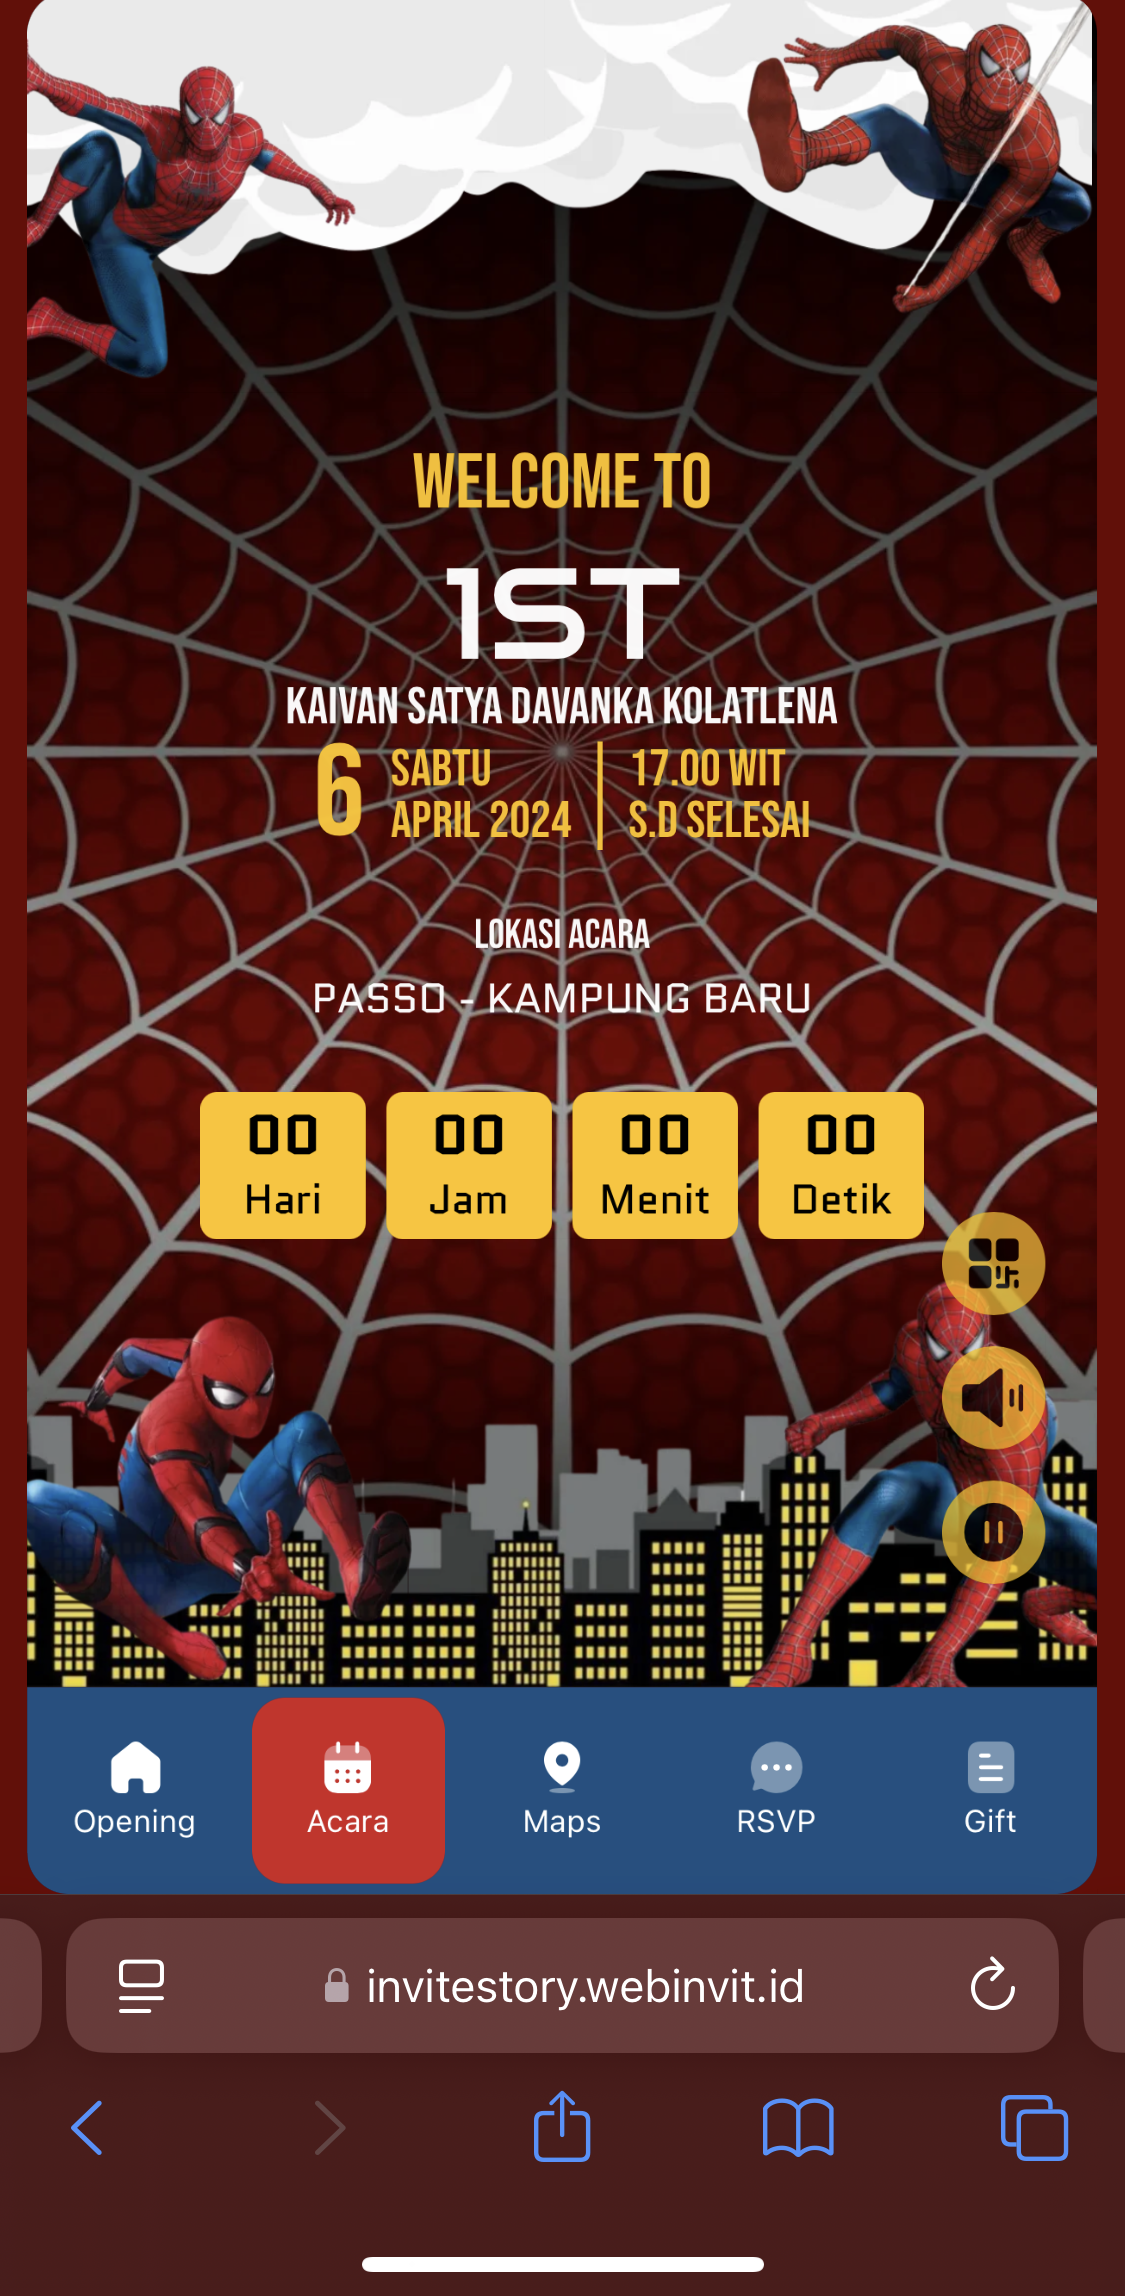 WELCOME TO
1ST
KAIVAN SATYA DAVANKA KOLATLENA
6 SABTU
APRIL 2024
17.00 WIT
S.D SELESAI
LOKASI ACARA
PASSO - KAMPUNG BARU
00 00 00 00
Hari Jam Menit Detik
Opening Acara Maps RSVP Gift
invitestory.webinvit.id